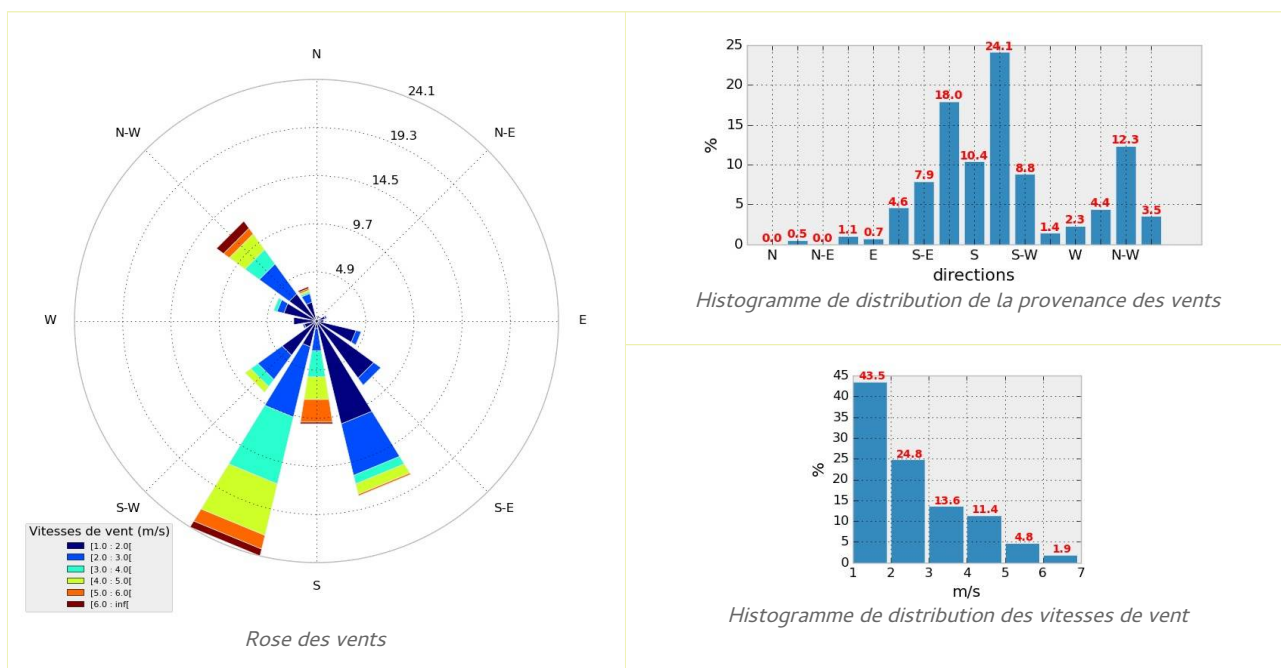 N
24.1
N-W
N-E
19.3
14.5
9.7
4.9
W
E
S-W
S-E
S
Vitesses de vent (m/s)
[1.0 : 2.0[
[2.0 : 3.0[
[3.0 : 4.0[
[4.0 : 5.0[
[5.0 : 6.0[
[6.0 : inf[
Rose des vents
25
20
15
10
5
0
%
0.0
0.5
0.0
1.1
0.7
4.6
7.9
18.0
10.4
24.1
8.8
1.4
2.3
4.4
12.3
3.5
N N-E E S-E S S-W W N-W
directions
Histogramme de distribution de la provenance des vents
45
40
35
30
25
20
15
10
5
0
%
43.5
24.8
13.6
11.4
4.8
1.9
1 2 3 4 5 6 7
m/s
Histogramme de distribution des vitesses de vent